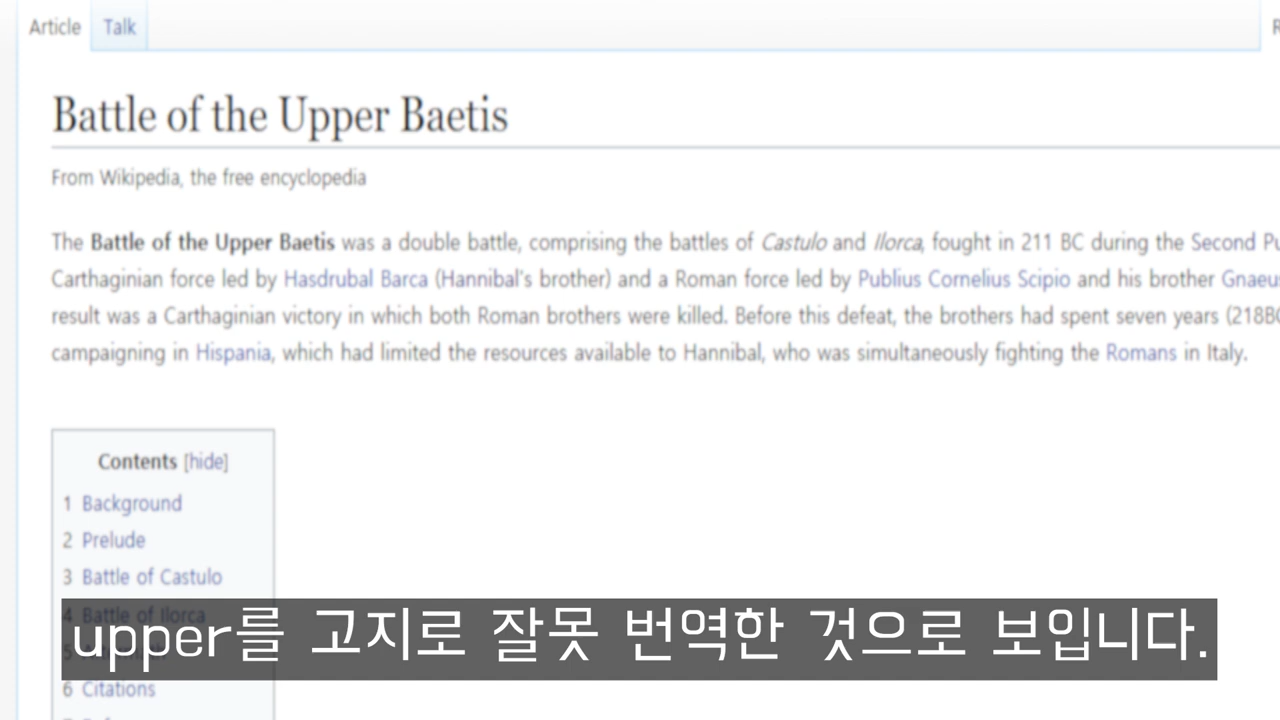 Article Talk
Battle of the Upper Baetis
From Wikipedia, the free encyclopedia
The Battle of the Upper Baetis was a double battle, comprising the battles of Castulo and Ilorca, fought in 211 BC during the Second
Carthaginian force led by Hasdrubal Barca (Hannibal's brother) and a Roman force led by Publius Cornelius Scipio and his brother Gnaeus
result was a Carthaginian victory in which both Roman brothers were killed. Before this defeat, the brothers had spent seven years (218BC
campaigning in Hispania, which had limited the resources available to Hannibal, who was simultaneously fighting the Romans in Italy.
Contents [hide]
1 Background
2 Prelude
3 Battle of Castulo
4 Battle of Ilorca
upper를 고지로 잘못 번역한 것으로 보입니다.
6 Citations